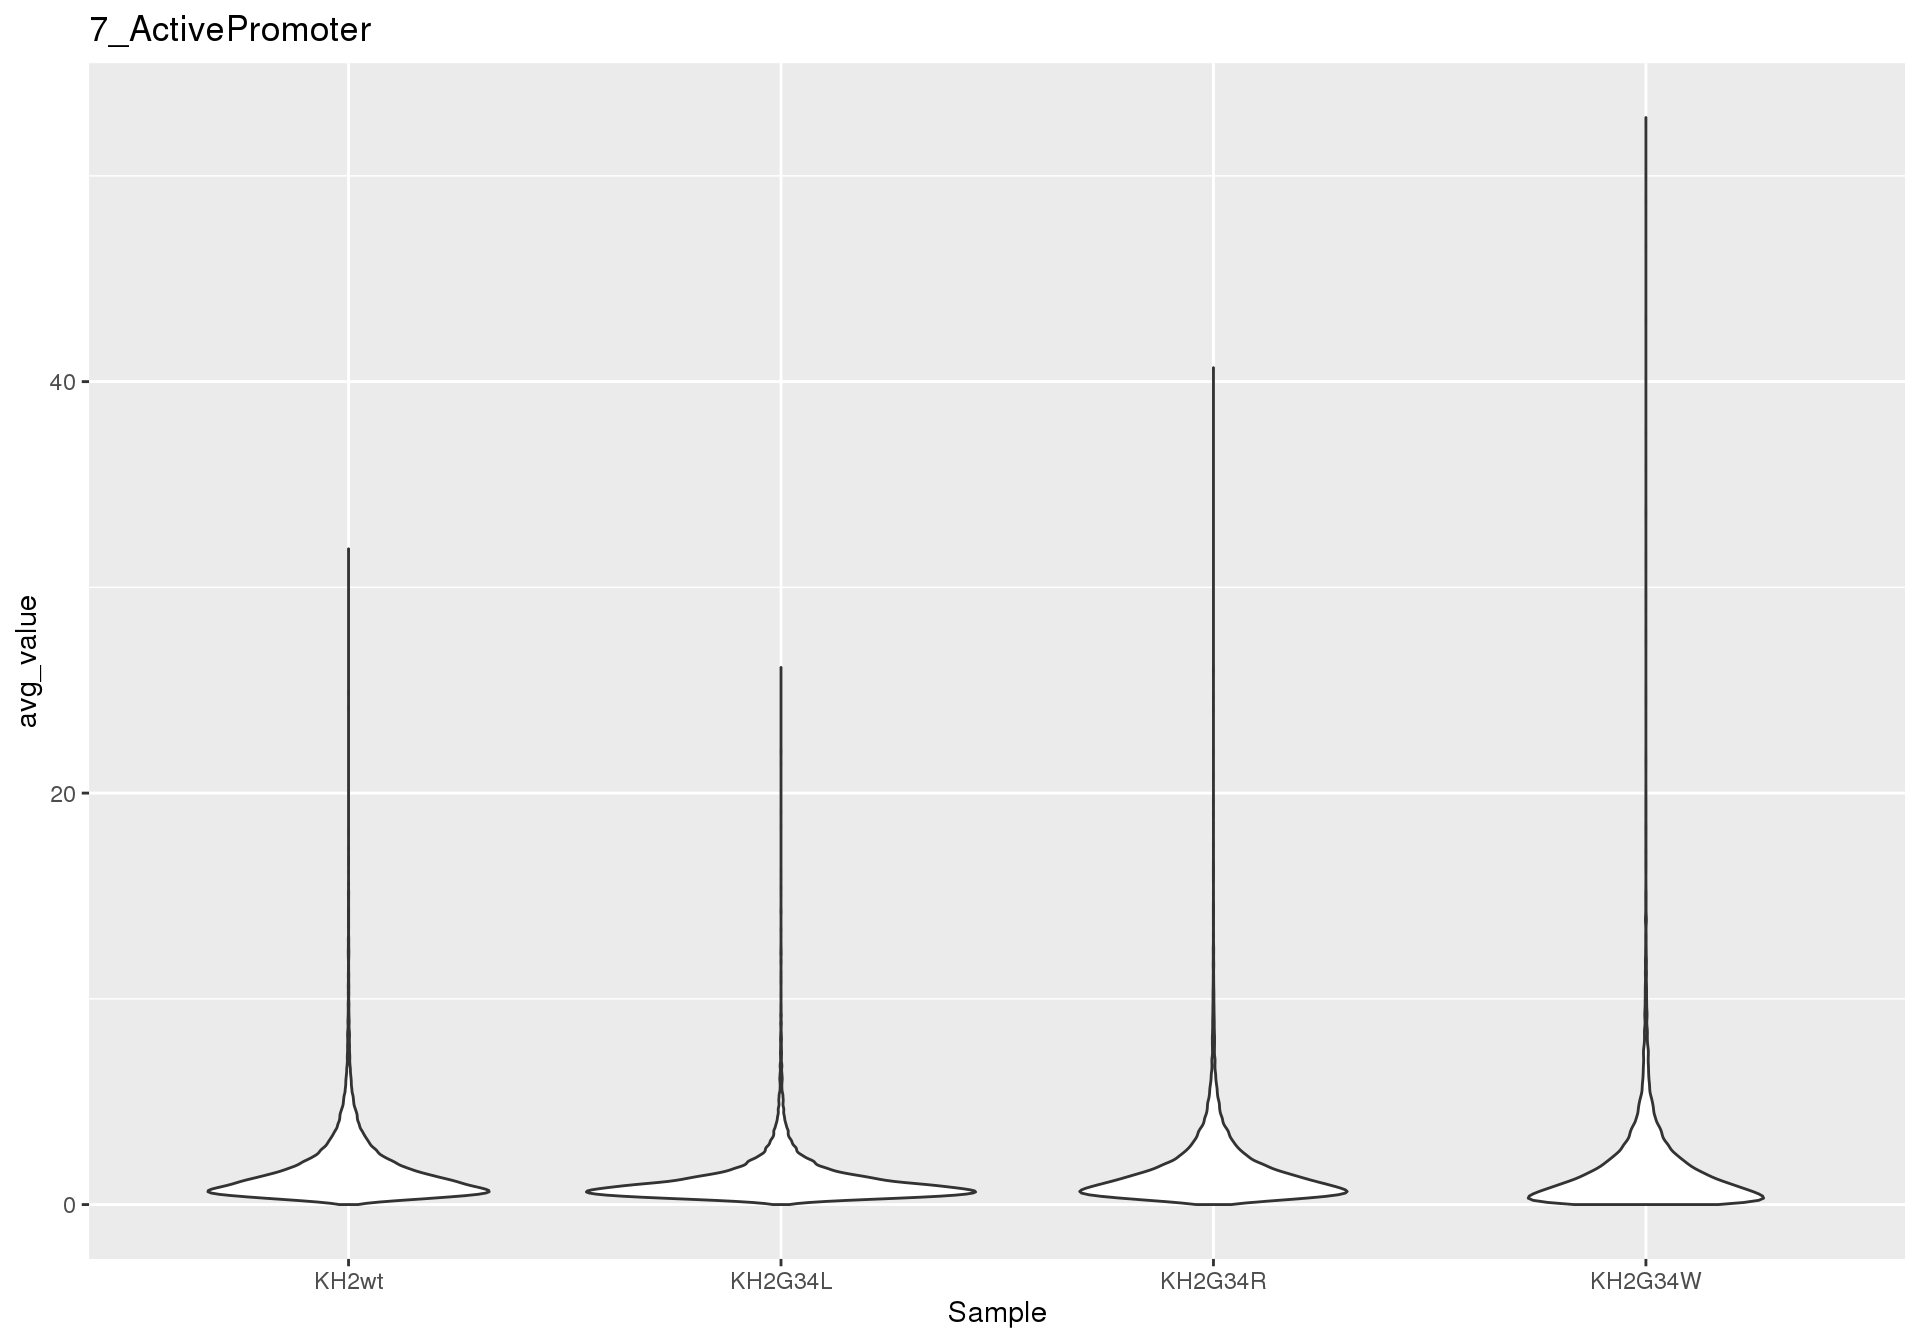 7_ActivePromoter
avg_value
40
20
0
KH2wt KH2G34L KH2G34R KH2G34W
Sample